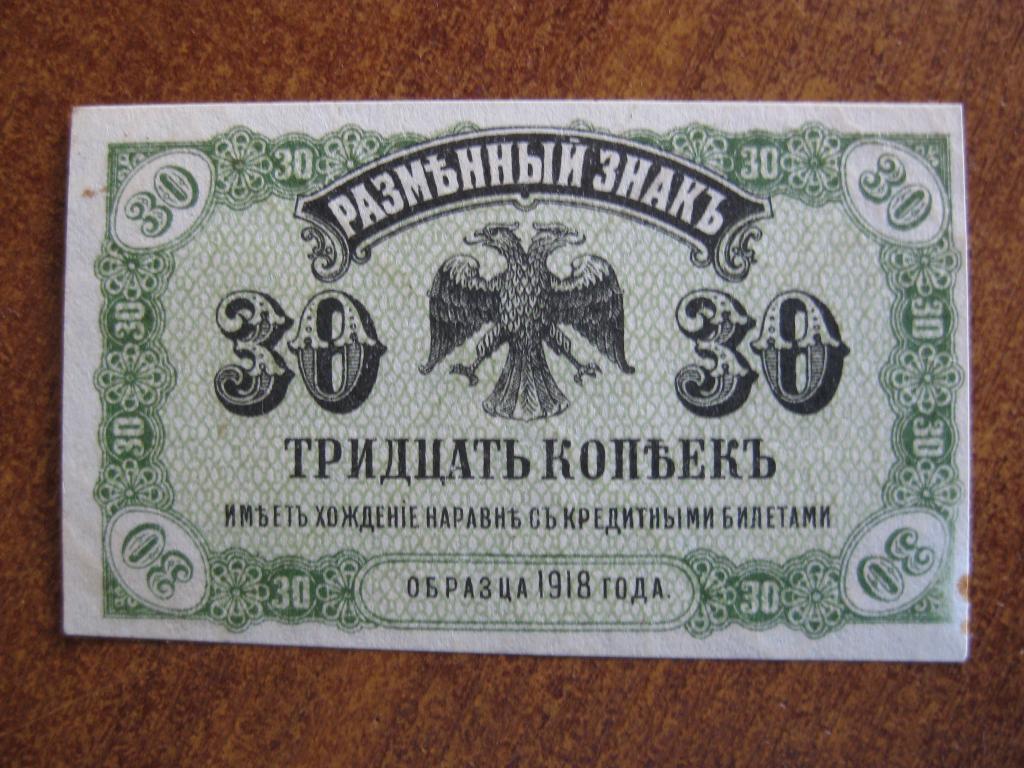 30 30 30 30
РАЗМѢННЫЙ ЗНАКЪ
30 30
30 30
ТРИДЦАТЬ КОПѢЕКЪ
30 30
ИМѢЕТЪ ХОЖДЕНІЕ НАРАВНѢ СЪ КРЕДИТНЫМИ БИЛЕТАМИ
30 30
ОБРАЗЦА 1918 ГОДА.
30 30